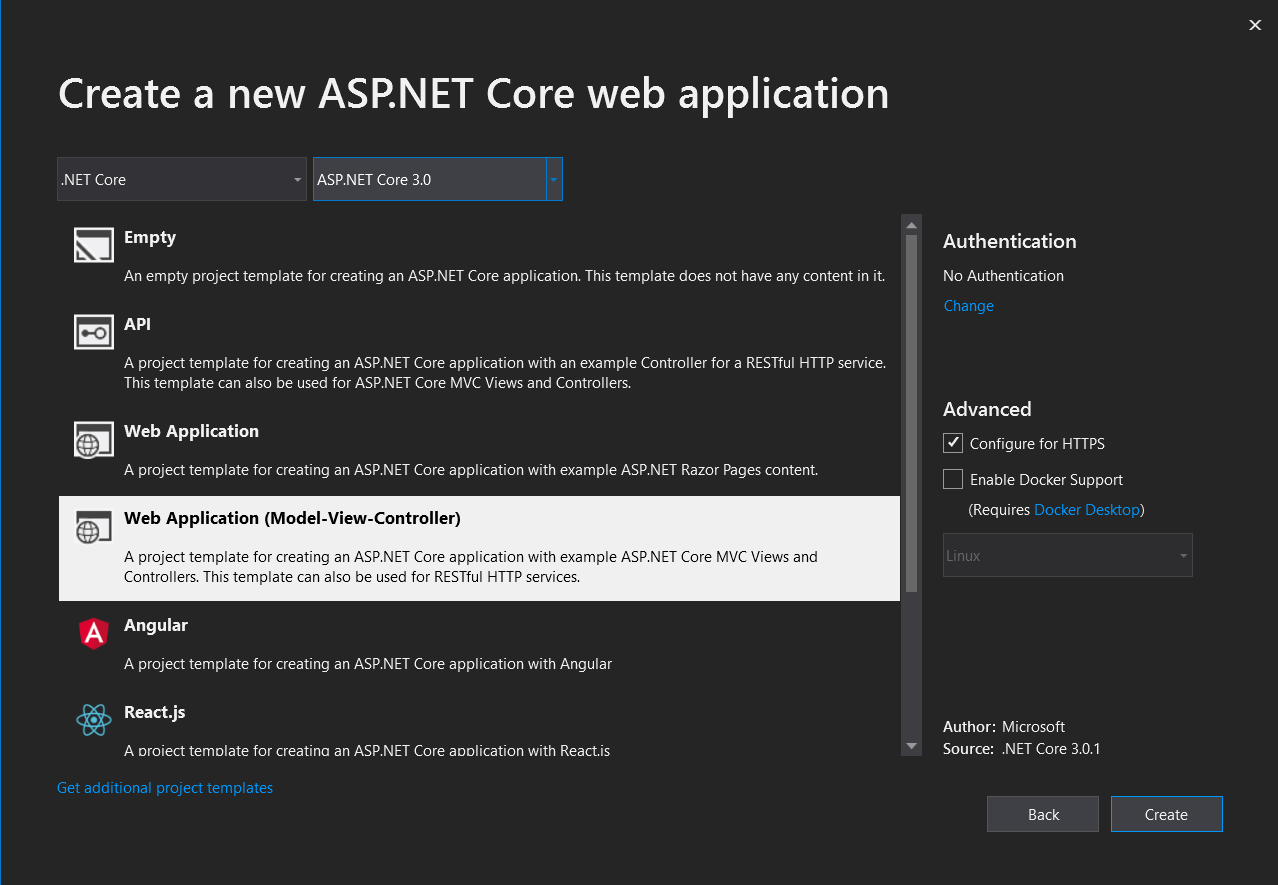 Create a new ASP.NET Core web application
.NET Core
ASP.NET Core 3.0
Empty
An empty project template for creating an ASP.NET Core application. This template does not have any content in it.
API
A project template for creating an ASP.NET Core application with an example Controller for a RESTful HTTP service.
This template can also be used for ASP.NET Core MVC Views and Controllers.
Web Application
A project template for creating an ASP.NET Core application with example ASP.NET Razor Pages content.
Web Application (Model-View-Controller)
A project template for creating an ASP.NET Core application with example ASP.NET Core MVC Views and
Controllers. This template can also be used for RESTful HTTP services.
Angular
A project template for creating an ASP.NET Core application with Angular
React.js
A project template for creating an ASP.NET Core application with React.js
Get additional project templates
Authentication
No Authentication
Change
Advanced
Configure for HTTPS
Enable Docker Support
(Requires Docker Desktop)
Linux
Author: Microsoft
Source: .NET Core 3.0.1
Back
Create